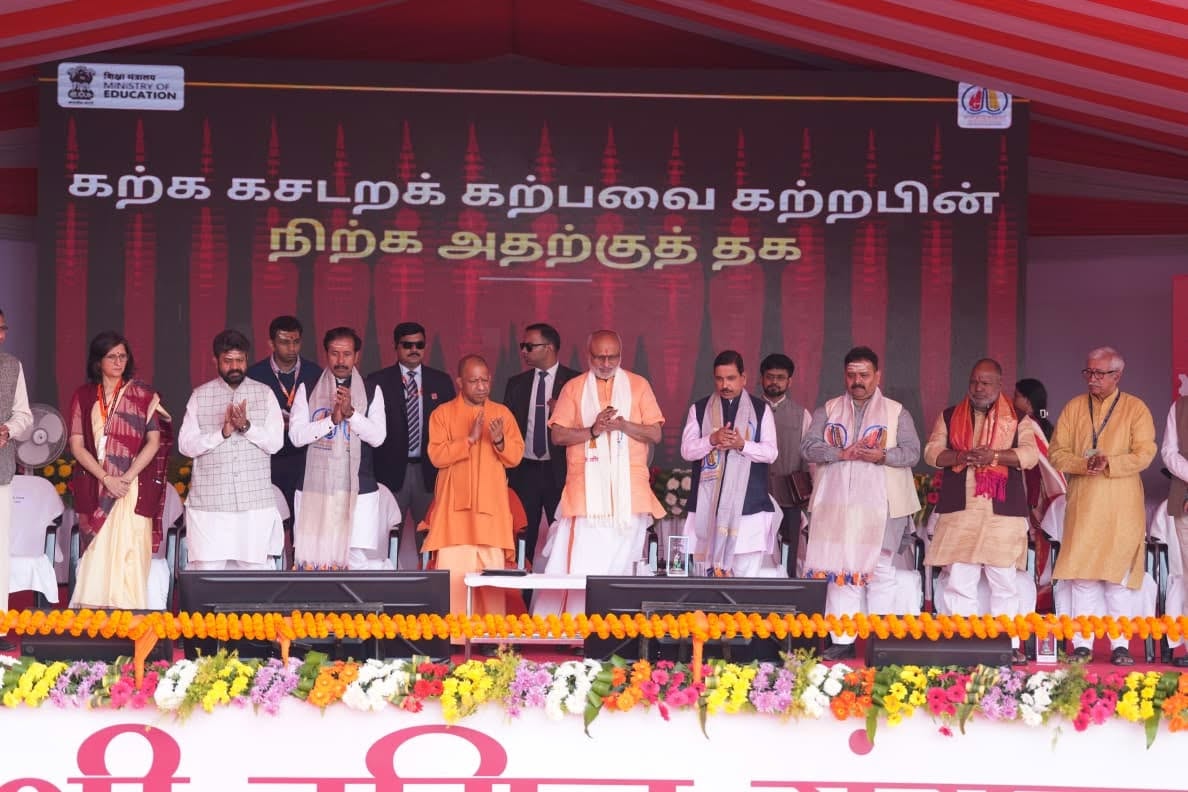 शिक्षा मंत्रालय
MINISTRY OF
EDUCATION
கற்க கசடறக் கற்பவை கற்றபின்
நிற்க அதற்குத் தக